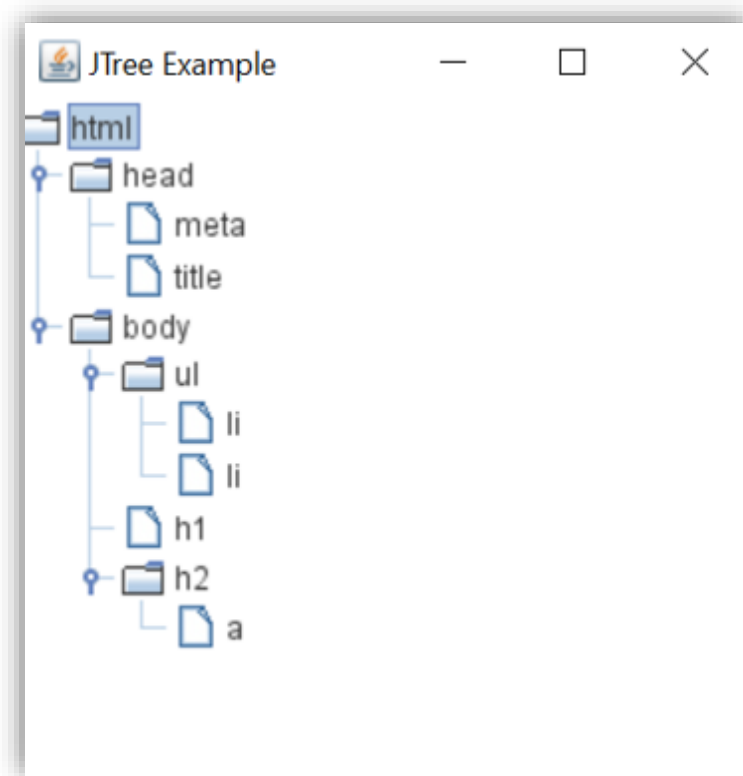 JTree Example
html
head
meta
title
body
ul
li
li
h1
h2
a